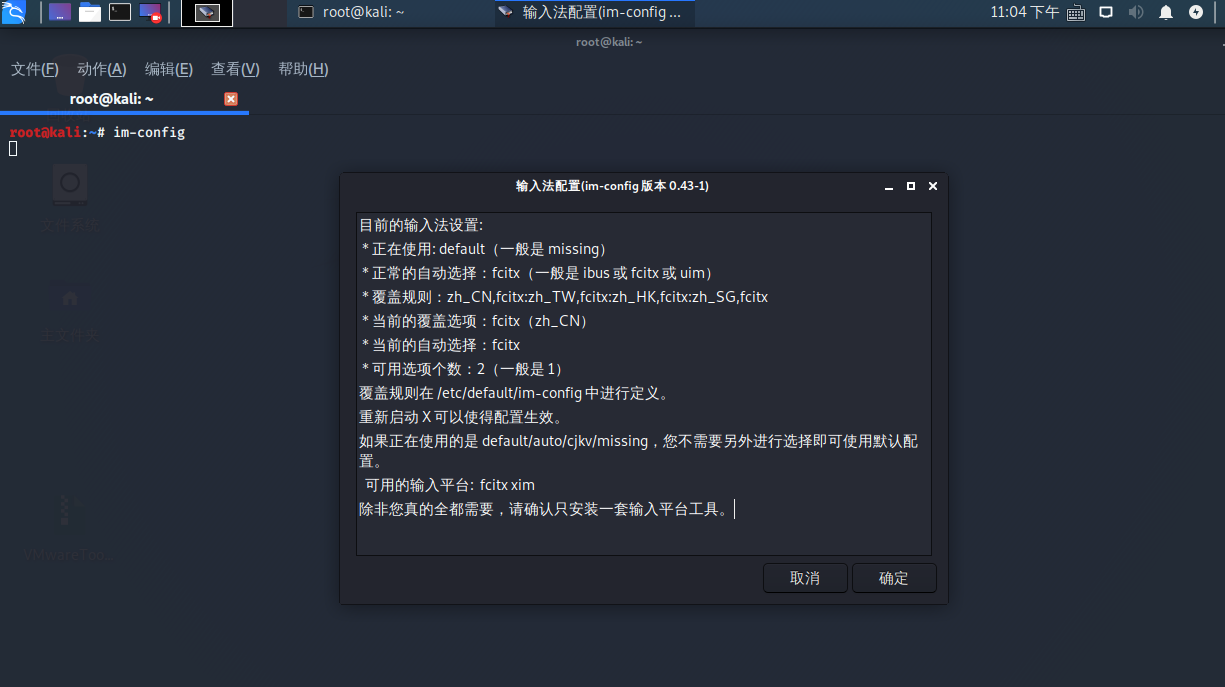 root@kali: ~
输入法配置(im-config ...
11:04 下午
root@kali: ~
文件(F) 动作(A) 编辑(E) 查看(V) 帮助(H)
root@kali: ~
root@kali:~# im-config
文件系统
主文件夹
VMwareToo...
输入法配置(im-config 版本 0.43-1)
目前的输入法设置:
* 正在使用: default（一般是 missing）
* 正常的自动选择：fcitx（一般是 ibus 或 fcitx 或 uim）
* 覆盖规则：zh_CN,fcitx:zh_TW,fcitx:zh_HK,fcitx:zh_SG,fcitx
* 当前的覆盖选项：fcitx（zh_CN）
* 当前的自动选择：fcitx
* 可用选项个数：2（一般是 1）
覆盖规则在 /etc/default/im-config 中进行定义。
重新启动 X 可以使得配置生效。
如果正在使用的是 default/auto/cjkv/missing，您不需要另外进行选择即可使用默认配
置。
可用的输入平台: fcitx xim
除非您真的全都需要，请确认只安装一套输入平台工具。
取消 确定